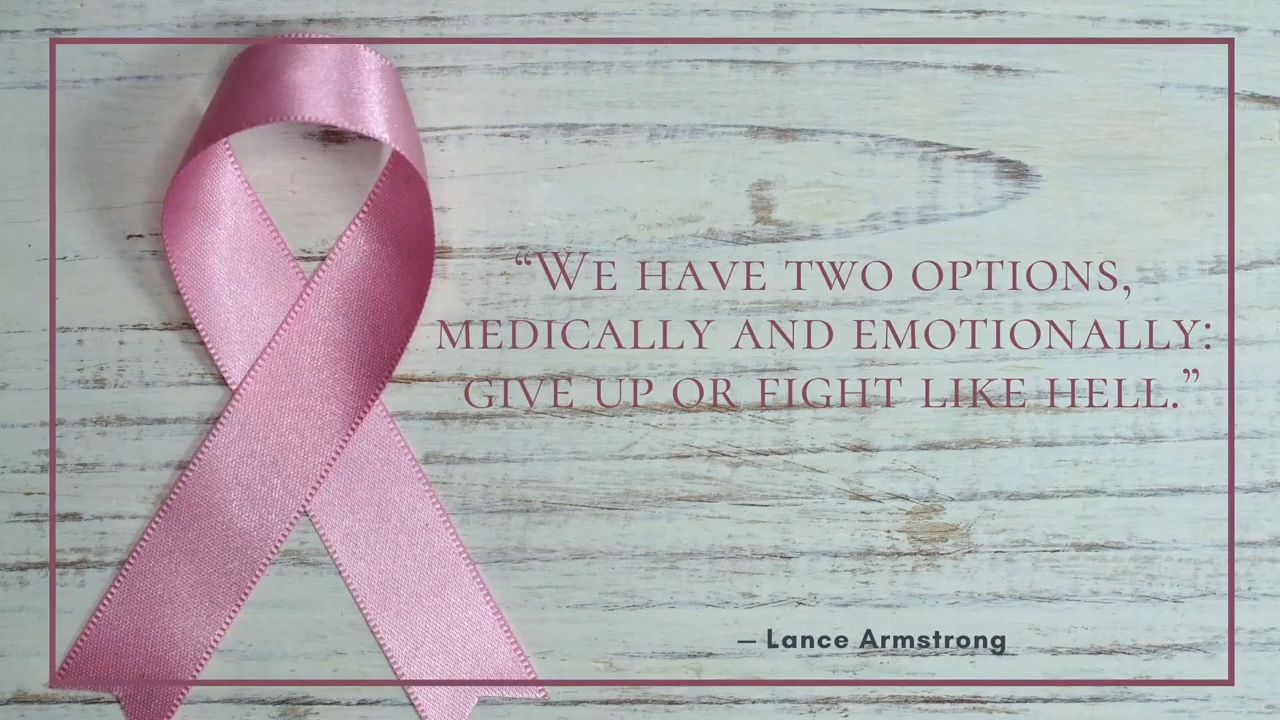 “We have two options,
medically and emotionally:
give up or fight like hell.”
— Lance Armstrong